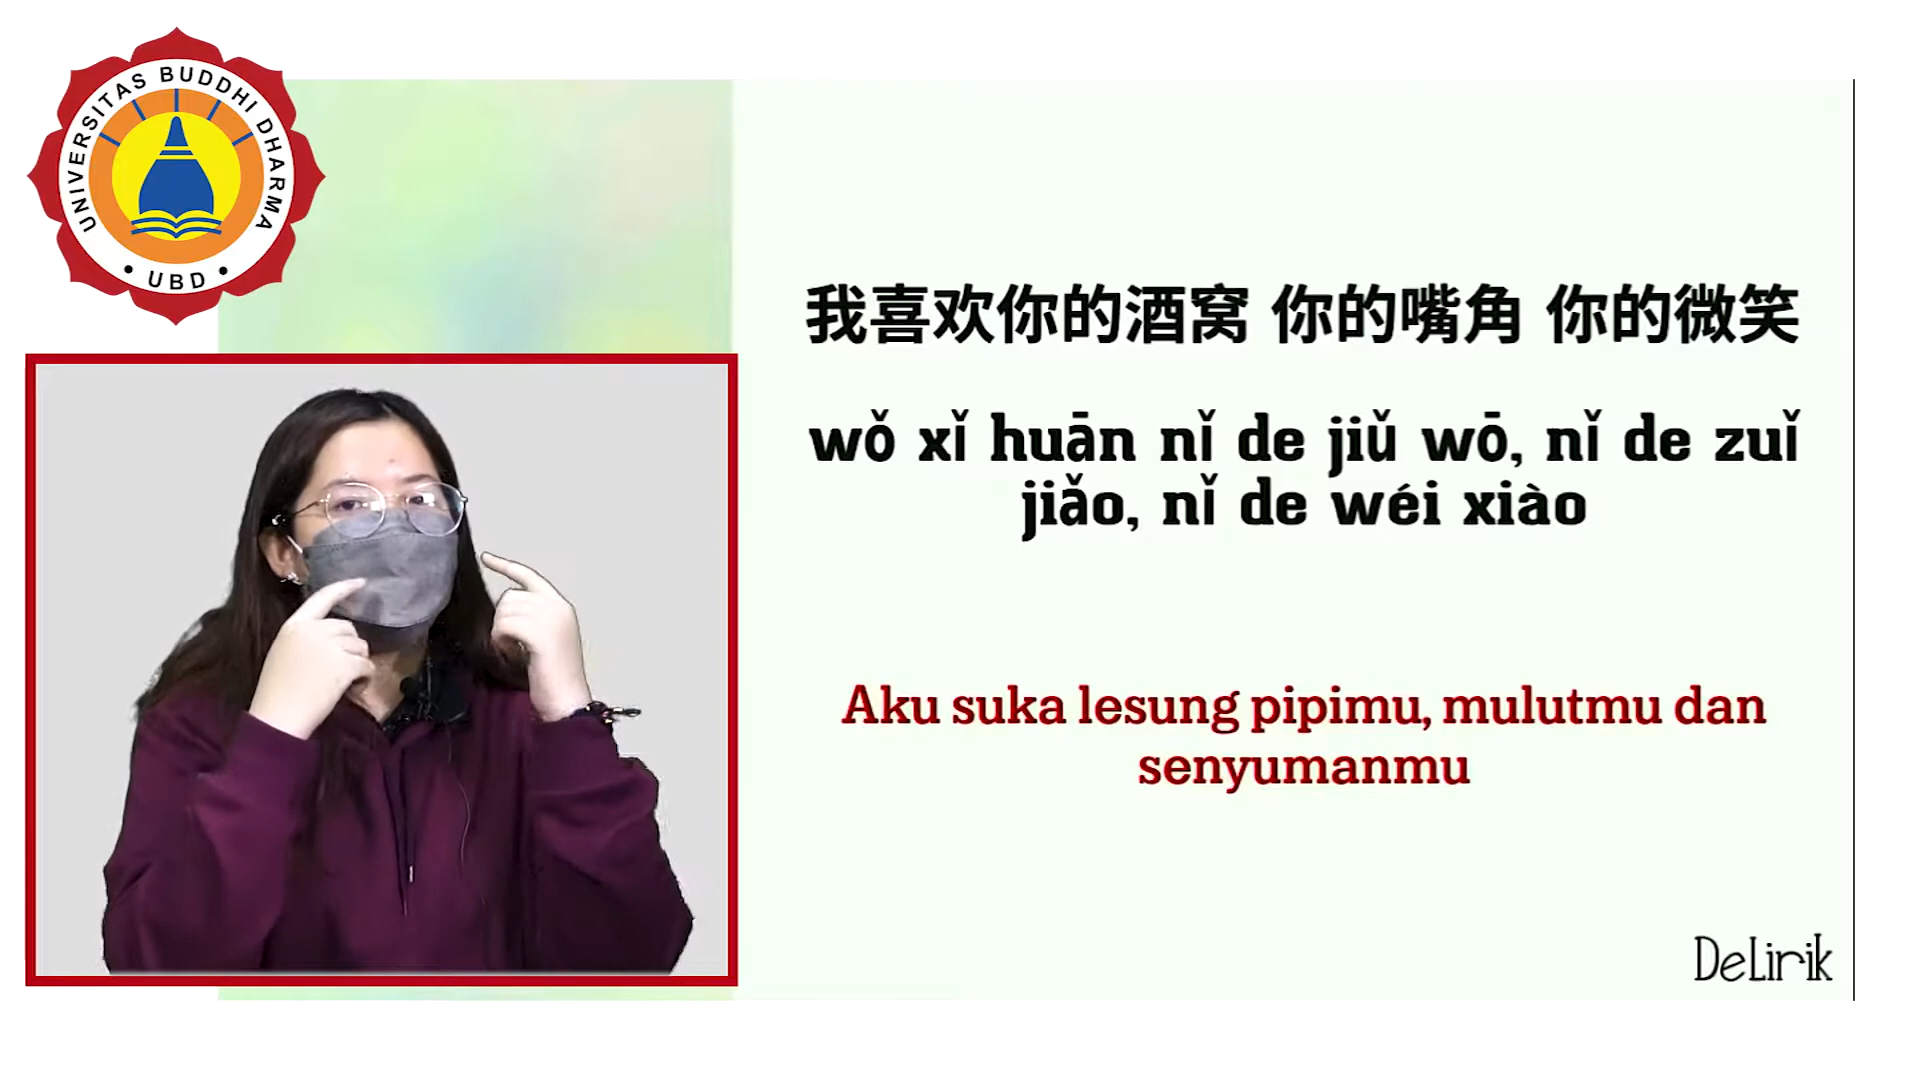 UNIVERSITAS BUDDHI DHARMA
• UBD •
我喜欢你的酒窝 你的嘴角 你的微笑
wǒ xǐ huān nǐ de jiǔ wō, nǐ de zuǐ
jiǎo, nǐ de wéi xiào
Aku suka lesung pipimu, mulutmu dan
senyumanmu
DeLirik